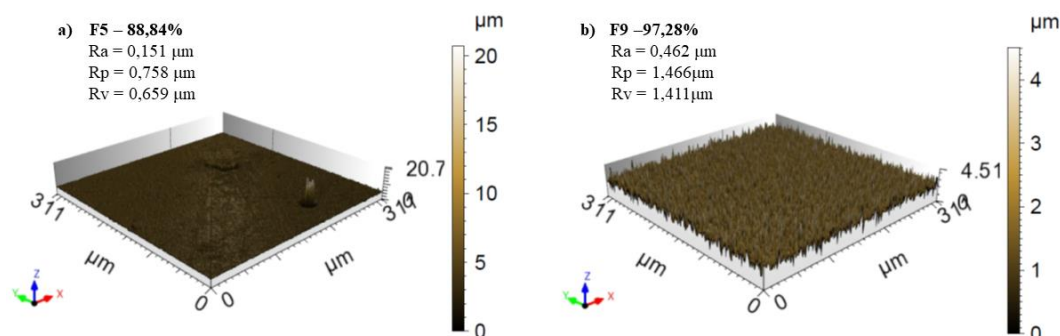 a) F5 – 88,84%
Ra = 0,151 μm
Rp = 0,758 μm
Rv = 0,659 μm
μm
20
15
10
5
0
20.7
311
μm
0
0
μm
Z
Y
X
b) F9 –97,28%
Ra = 0,462 μm
Rp = 1,466μm
Rv = 1,411μm
μm
4
3
2
1
0
4.51
311
μm
0
0
μm
Z
Y
X